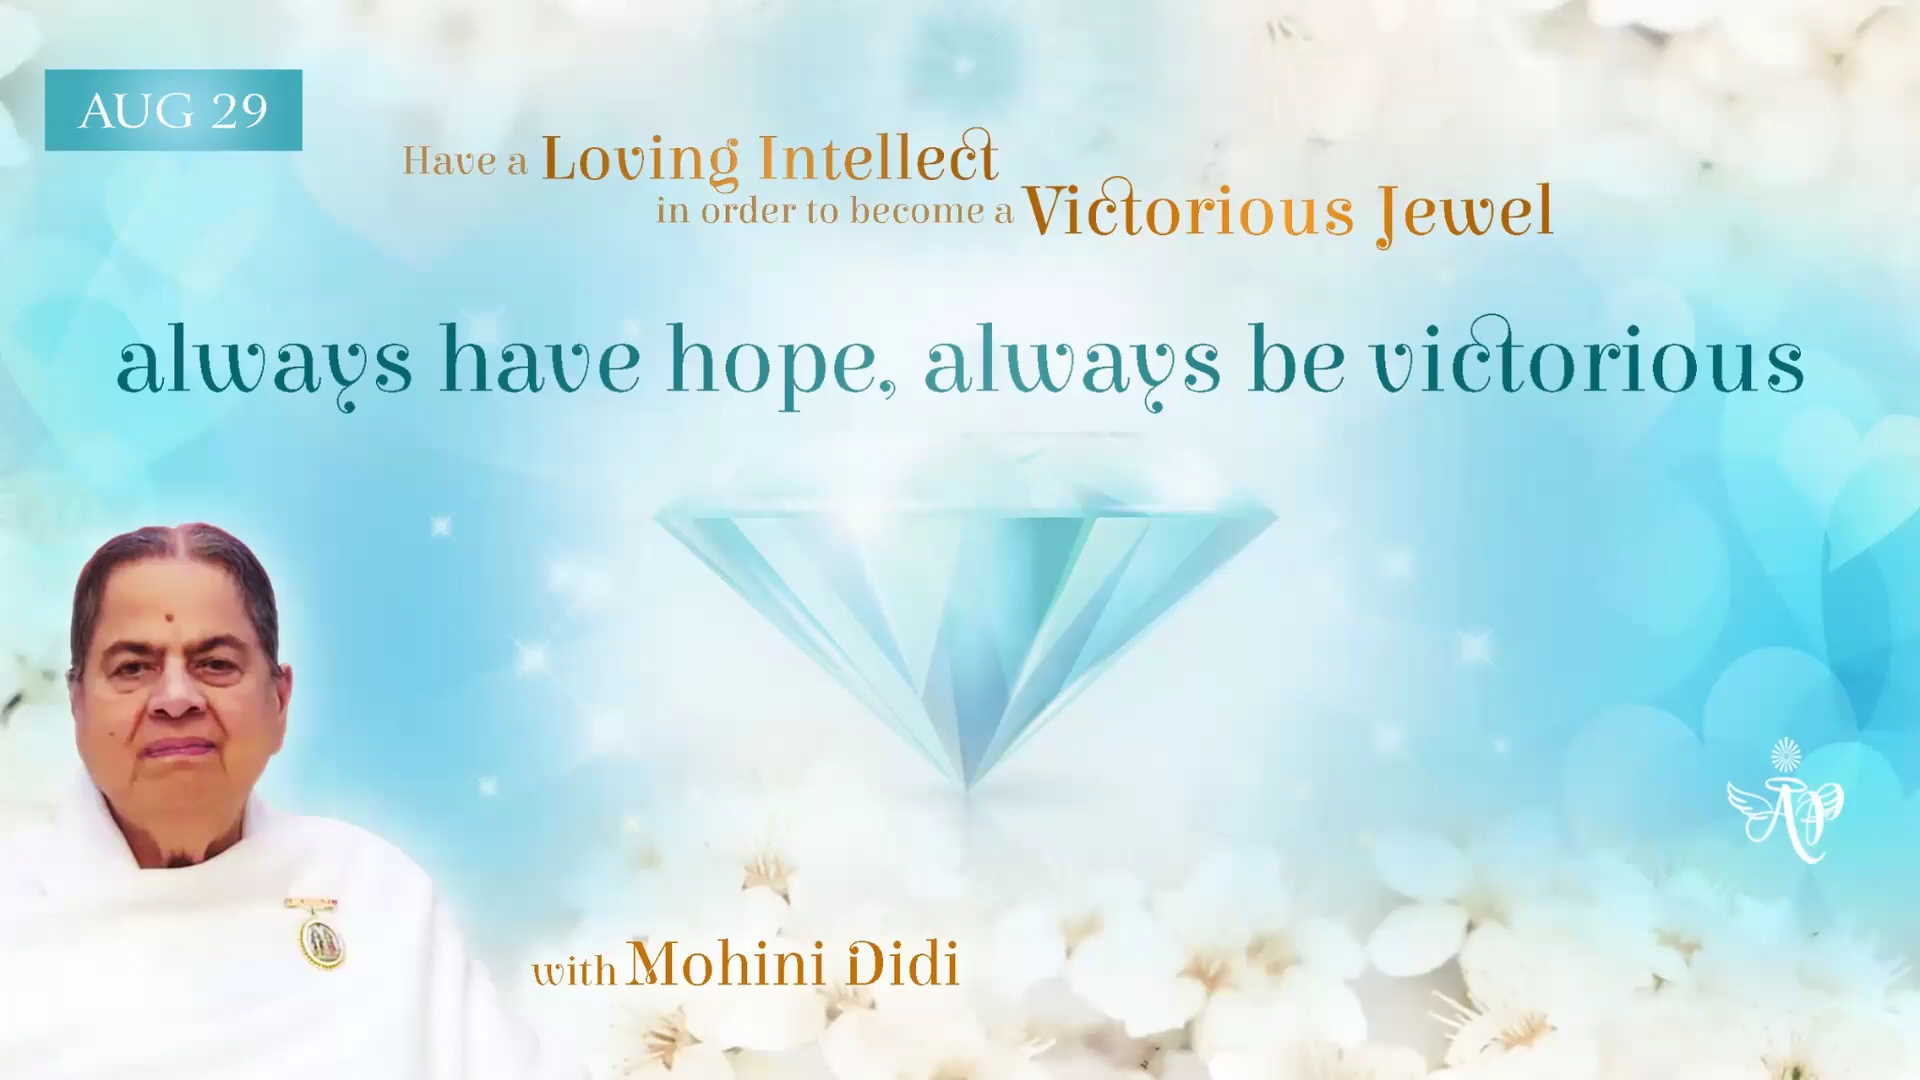 AUG 29
Have a Loving Intellect
in order to become a Victorious Jewel
always have hope, always be victorious
with Mohini Didi